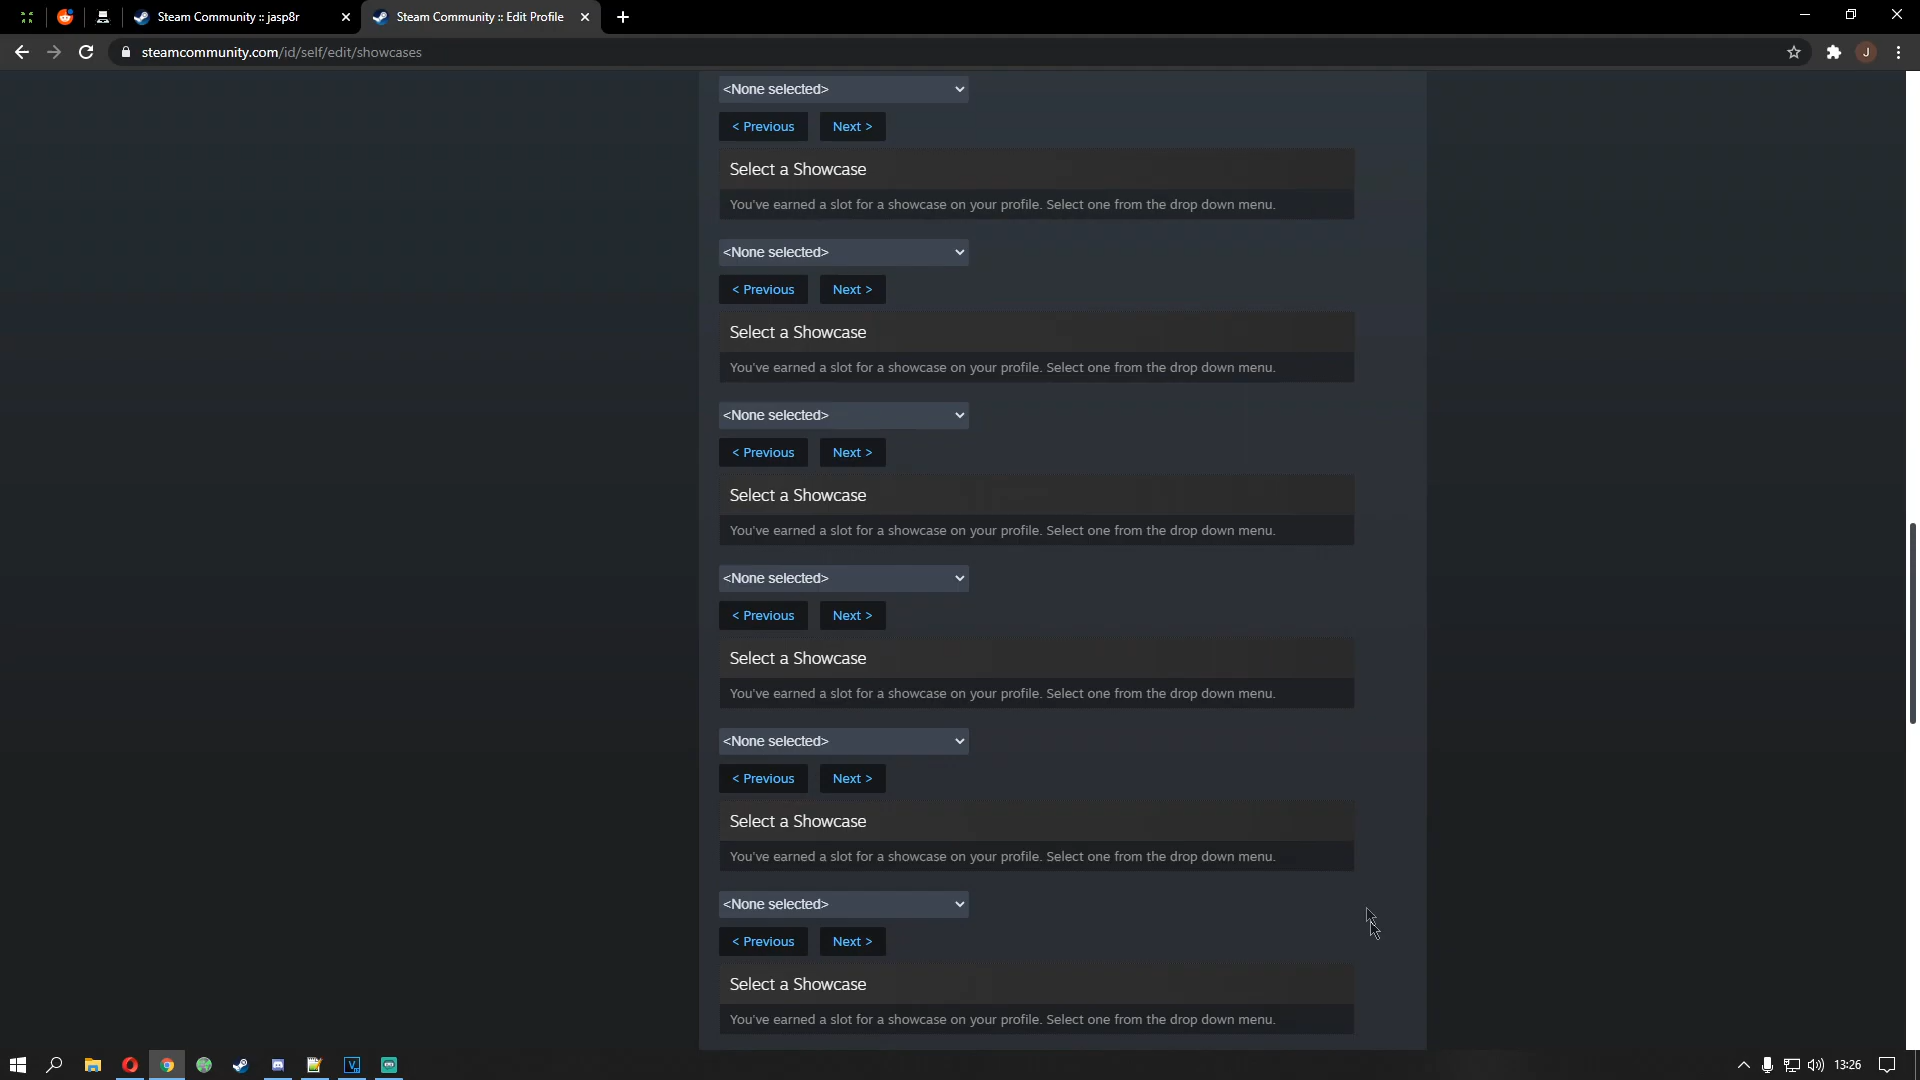 Steam Community :: jasp8r
Steam Community :: Edit Profile
steamcommunity.com/id/self/edit/showcases
J
<None selected>
< Previous Next >
Select a Showcase
You've earned a slot for a showcase on your profile. Select one from the drop down menu.
<None selected>
< Previous Next >
Select a Showcase
You've earned a slot for a showcase on your profile. Select one from the drop down menu.
<None selected>
< Previous Next >
Select a Showcase
You've earned a slot for a showcase on your profile. Select one from the drop down menu.
<None selected>
< Previous Next >
Select a Showcase
You've earned a slot for a showcase on your profile. Select one from the drop down menu.
<None selected>
< Previous Next >
Select a Showcase
You've earned a slot for a showcase on your profile. Select one from the drop down menu.
<None selected>
< Previous Next >
Select a Showcase
You've earned a slot for a showcase on your profile. Select one from the drop down menu.
13:26